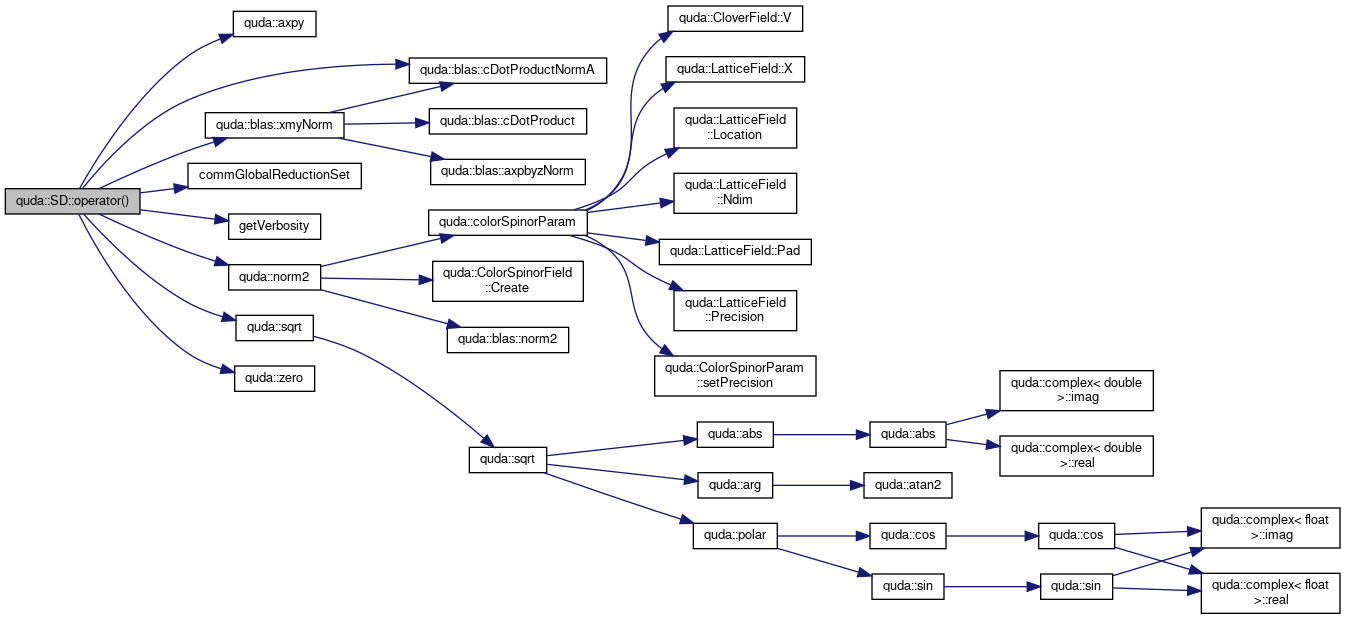 quda::SD::operator()
quda::axpy
quda::blas::cDotProductNormA
quda::blas::xmyNorm
quda::blas::cDotProduct
quda::blas::axpbyzNorm
commGlobalReductionSet
getVerbosity
quda::norm2
quda::sqrt
quda::zero
quda::colorSpinorParam
quda::ColorSpinorField
::Create
quda::blas::norm2
quda::CloverField::V
quda::LatticeField::X
quda::LatticeField
::Location
quda::LatticeField
::Ndim
quda::LatticeField::Pad
quda::LatticeField
::Precision
quda::ColorSpinorParam
::setPrecision
quda::sqrt
quda::abs
quda::arg
quda::polar
quda::abs
quda::atan2
quda::cos
quda::sin
quda::complex< double
>::imag
quda::complex< double
>::real
quda::cos
quda::sin
quda::complex< float
>::imag
quda::complex< float
>::real